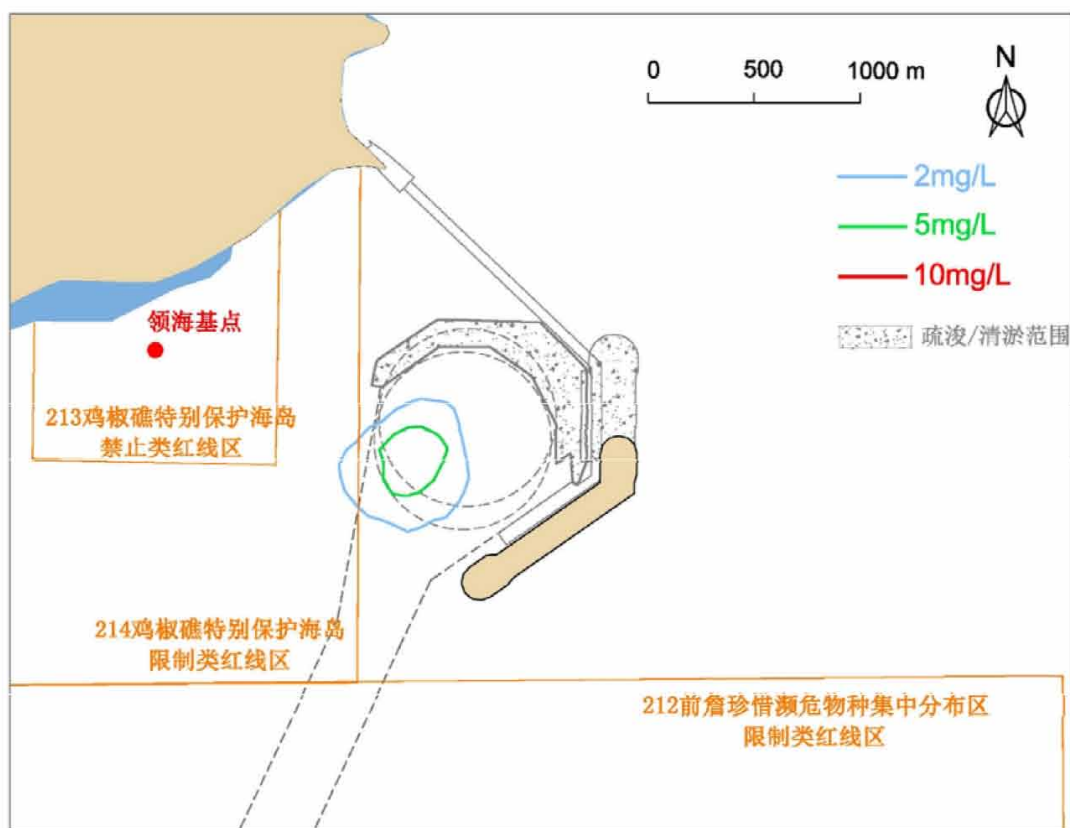 0 500 1000 m
N
2mg/L
5mg/L
10mg/L
疏浚/清淤范围
领海基点
213鸡椒礁特别保护海岛
禁止类红线区
214鸡椒礁特别保护海岛
限制类红线区
212前詹珍惜濒危物种集中分布区
限制类红线区